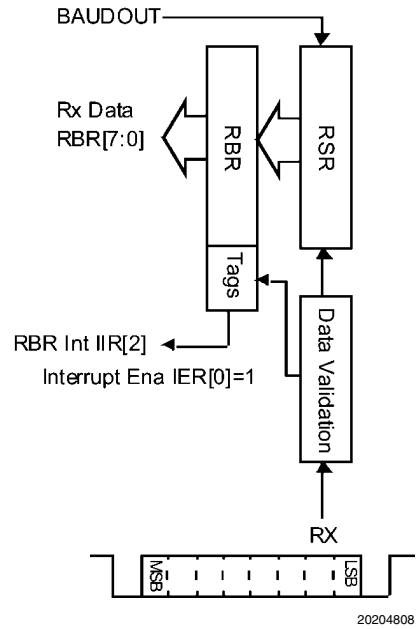 BAUDOUT
Rx Data
RBR[7:0]
RBR
RSR
Tags
Data Validation
RBR Int IIR[2]
Interrupt Ena IER[0]=1
RX
MSB
LSB
20204808